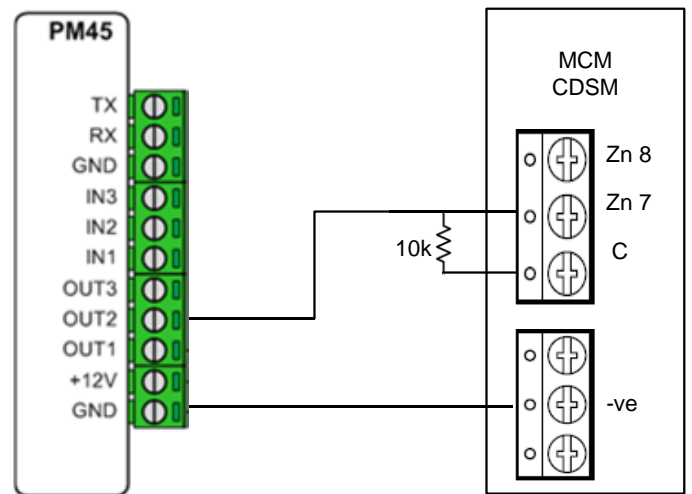 PM45
TX
RX
GND
IN3
IN2
IN1
OUT3
OUT2
OUT1
+12V
GND
10k
MCM
CDSM
Zn 8
Zn 7
C
-ve